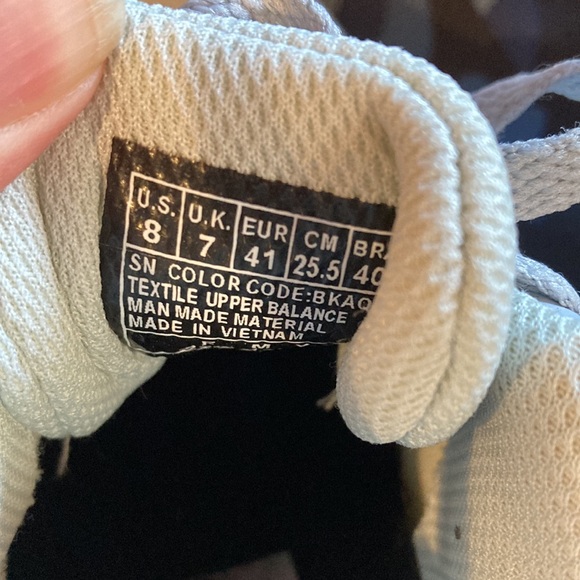 U.S. U.K. EUR CM
8 7 41 25.5 40
SN COLOR CODE:BKAQ
TEXTILE UPPER BALANCE
MAN MADE MATERIAL
MADE IN VIETNAM